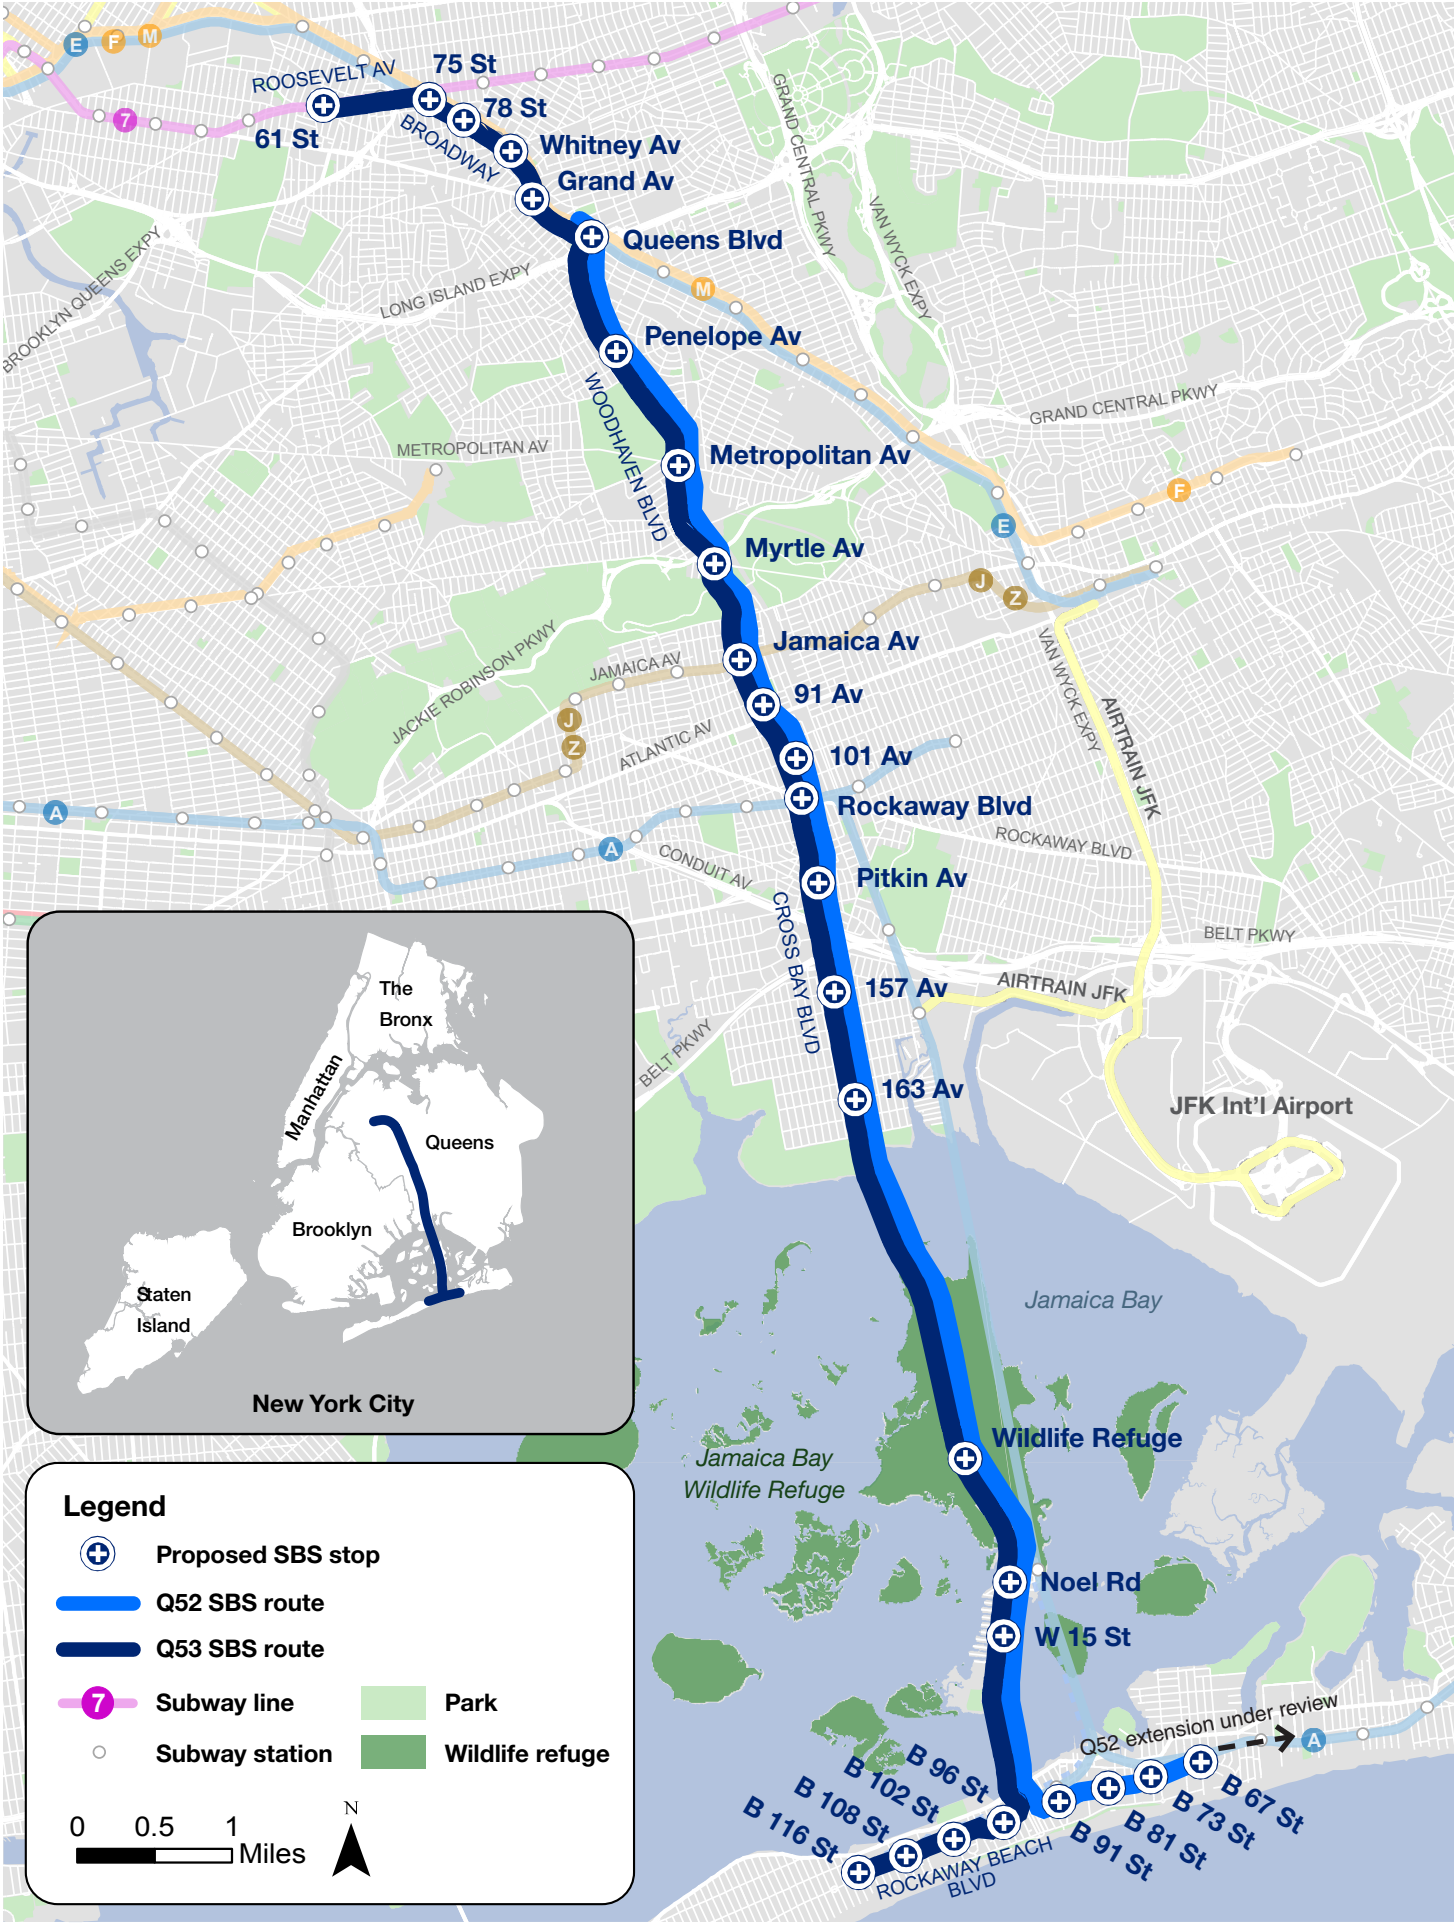 E
F
M
75 St
ROOSEVELT AV
78 St
7
61 St
BROADWAY
Whitney Av
Grand Av
GRAND CENTRAL PKWY
VAN WYCK EXPY
BROOKLYN QUEENS EXPY
Queens Blvd
LONG ISLAND EXPY
M
Penelope Av
WOODHAVEN BLVD
GRAND CENTRAL PKWY
METROPOLITAN AV
Metropolitan Av
F
E
Myrtle Av
J
Z
JACKIE ROBINSON PKWY
Jamaica Av
JAMAICA AV
VAN WYCK EXPY
91 Av
J
Z
ATLANTIC AV
AIRTRAIN JFK
101 Av
Rockaway Blvd
A
A
ROCKAWAY BLVD
CONDUIT AV
Pitkin Av
CROSS BAY BLVD
BELT PKWY
157 Av
AIRTRAIN JFK
BELT PKWY
163 Av
JFK Int'l Airport
The
Bronx
Manhattan
Queens
Brooklyn
Staten
Island
New York City
Jamaica Bay
Wildlife Refuge
Jamaica Bay
Wildlife Refuge
Noel Rd
W 15 St
Legend
Proposed SBS stop
Q52 SBS route
Q53 SBS route
7
Subway line
Park
Subway station
Wildlife refuge
0
0.5
1
Miles
N
Q52 extension under review
A
B 96 St
B 102 St
B 108 St
B 116 St
B 67 St
B 73 St
B 81 St
B 91 St
ROCKAWAY BEACH
BLVD